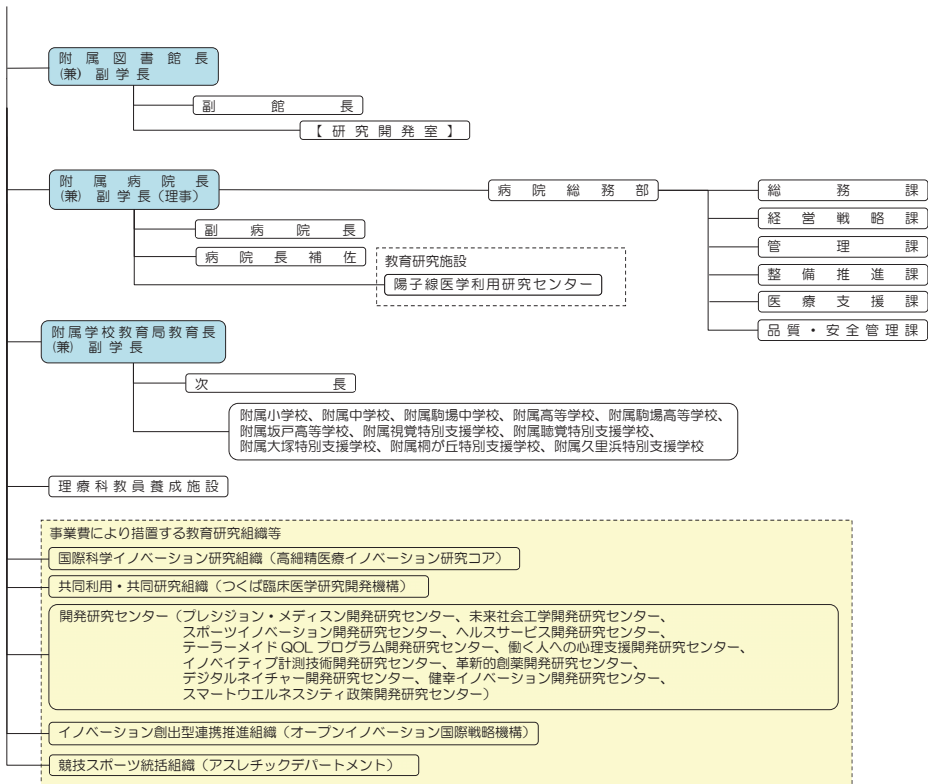 附属図書館長
(兼) 副学長
副館長
【研究開発室】
附属病院長
(兼) 副学長(理事)
病院総務部
総務課
経営戦略課
管理課
整備推進課
医療支援課
品質・安全管理課
副病院長
病院長補佐
教育研究施設
陽子線医学利用研究センター
附属学校教育局教育長
(兼) 副学長
次長
附属小学校、附属中学校、附属駒場中学校、附属高等学校、附属駒場高等学校、
附属坂戸高等学校、附属視覚特別支援学校、附属聴覚特別支援学校、
附属大塚特別支援学校、附属桐が丘特別支援学校、附属久里浜特別支援学校
理療科教員養成施設
事業費により措置する教育研究組織等
国際科学イノベーション研究組織(高細精医療イノベーション研究コア)
共同利用・共同研究組織(つくば臨床医学研究開発機構)
開発研究センター(プレシジョン・メディスン開発研究センター、未来社会工学開発研究センター、
スポーツイノベーション開発研究センター、ヘルスサービス開発研究センター、
テーラーメイドQOLプログラム開発研究センター、働く人への心理支援開発研究センター、
イノベイティブ計測技術開発研究センター、革新的創薬開発研究センター、
デジタルネイチャー開発研究センター、健幸イノベーション開発研究センター、
スマートウエルネスシティ政策開発研究センター)
イノベーション創出型連携推進組織(オープンイノベーション国際戦略機構)
競技スポーツ統括組織(アスレチックデパートメント)